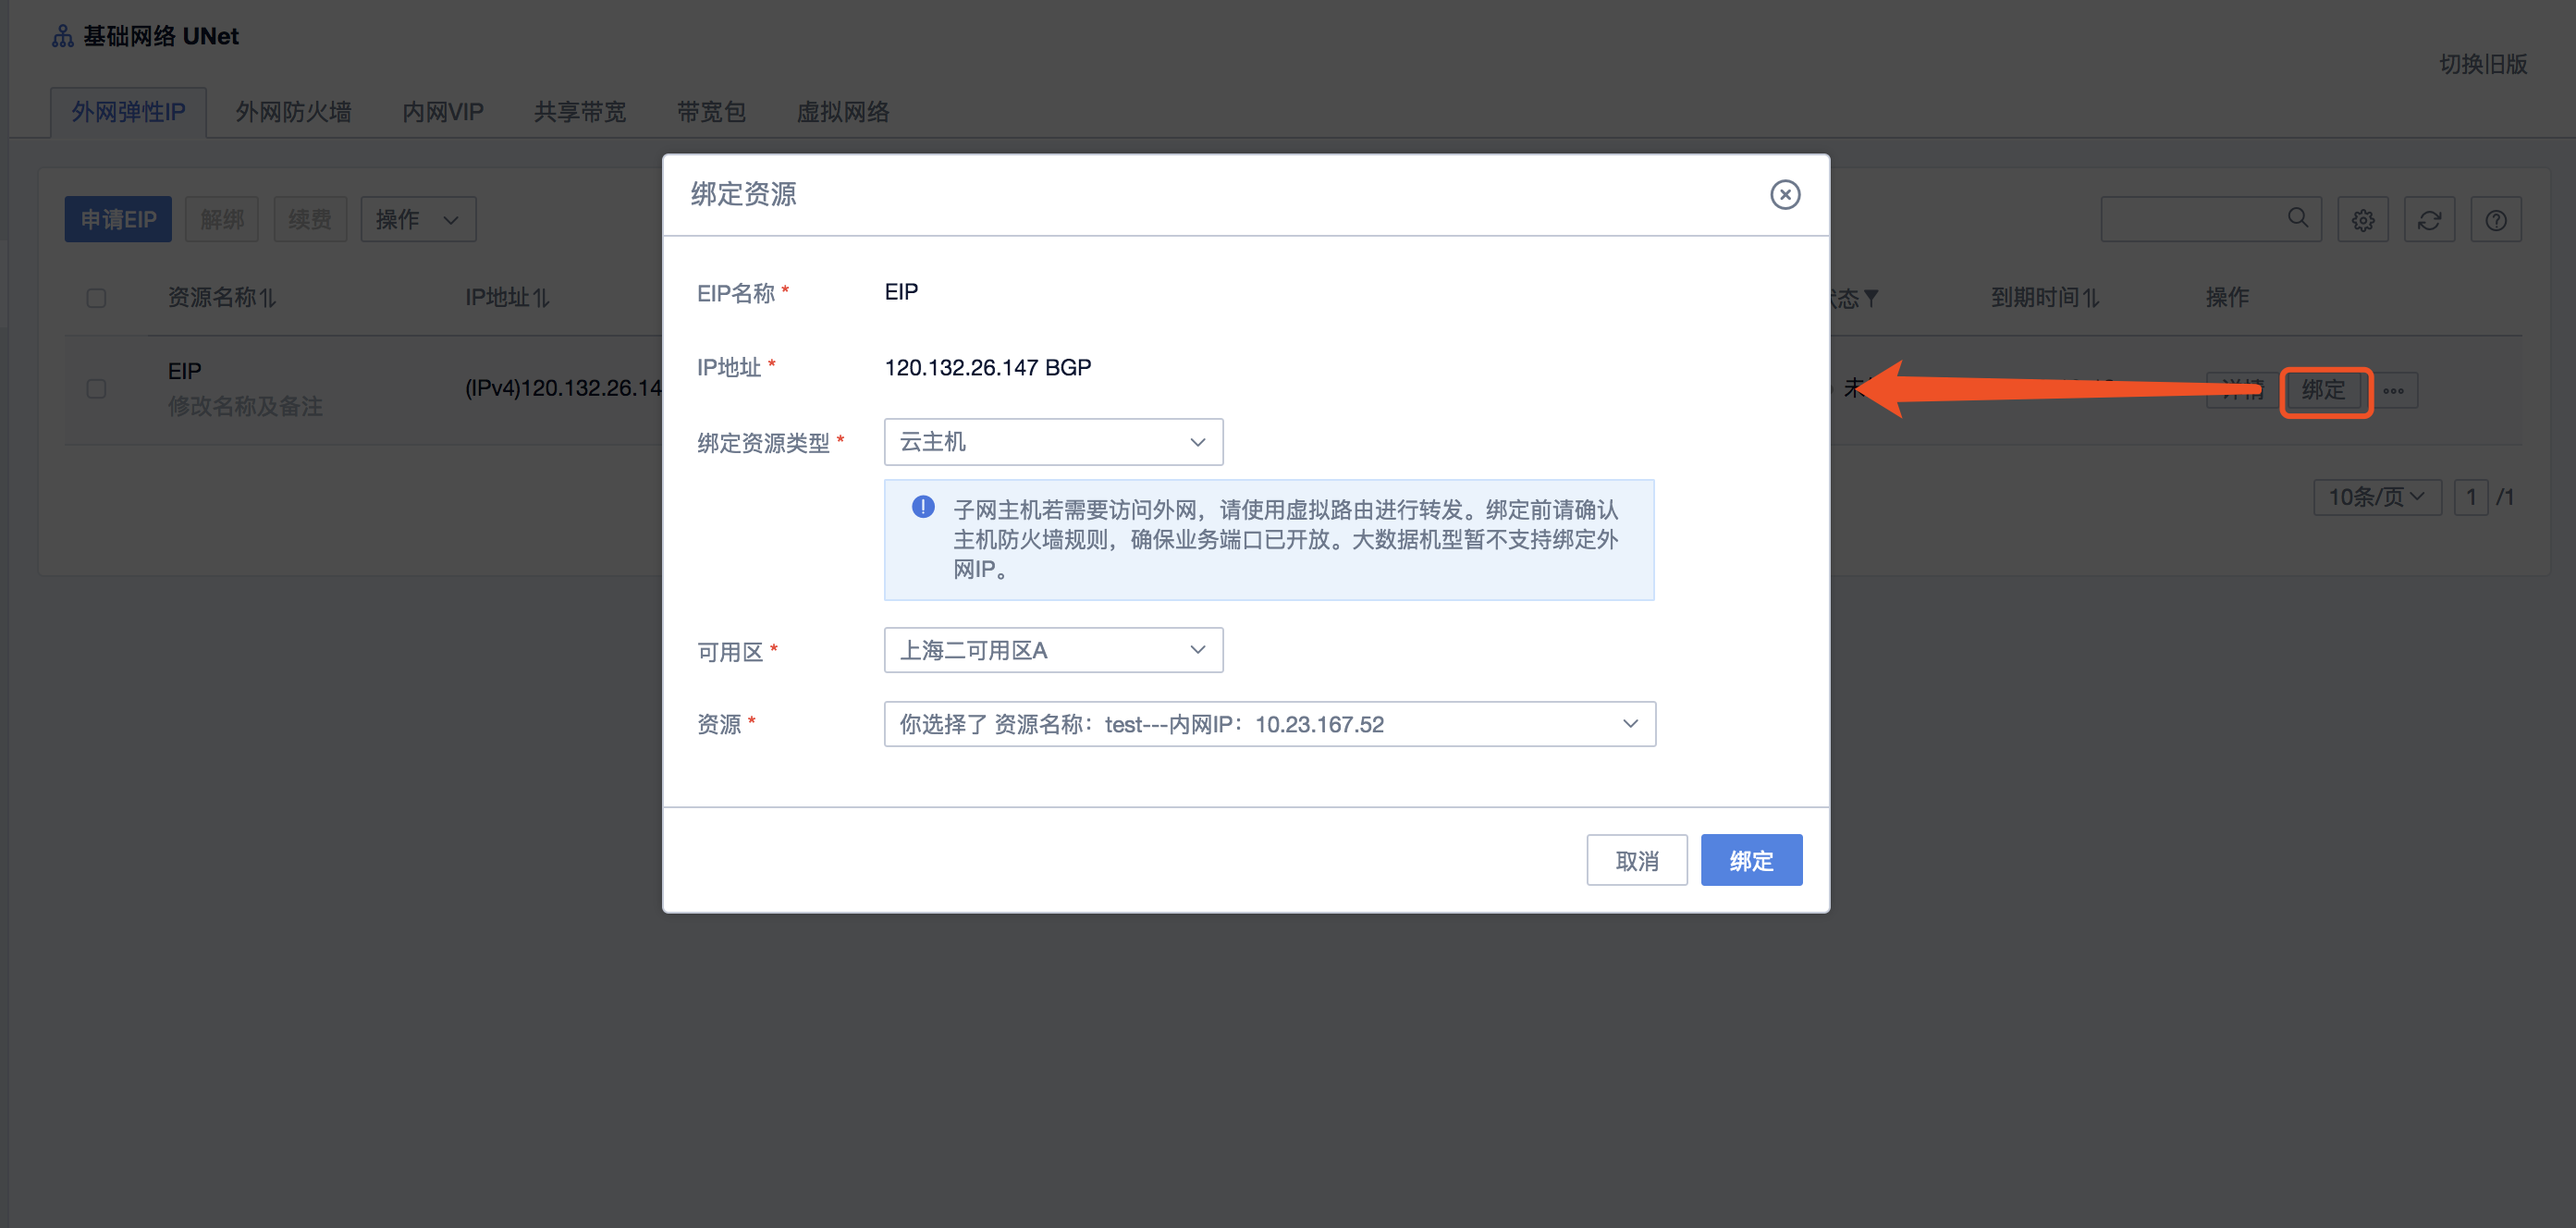 基础网络 UNet
切换旧版
外网弹性IP 外网防火墙 内网VIP 共享带宽 带宽包 虚拟网络
申请EIP 解绑 续费 操作
资源名称 IP地址 态 到期时间 操作
EIP
修改名称及备注
(IPv4)120.132.26.14
未
详情 绑定
10条/页 1 /1
绑定资源
EIP名称 * EIP
IP地址 * 120.132.26.147 BGP
绑定资源类型 * 云主机
子网主机若需要访问外网，请使用虚拟路由进行转发。绑定前请确认
主机防火墙规则，确保业务端口已开放。大数据机型暂不支持绑定外
网IP。
可用区 * 上海二可用区A
资源 * 你选择了 资源名称：test---内网IP：10.23.167.52
取消 绑定